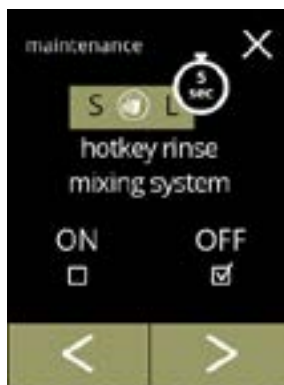 maintenance
5
sec
S L
hotkey rinse
mixing system
ON OFF